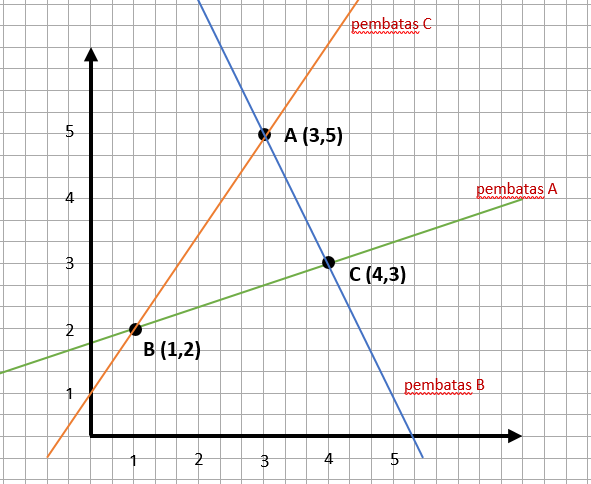 pembatas C
5
A (3,5)
pembatas A
4
3
C (4,3)
2
B (1,2)
pembatas B
1
1 2 3 4 5